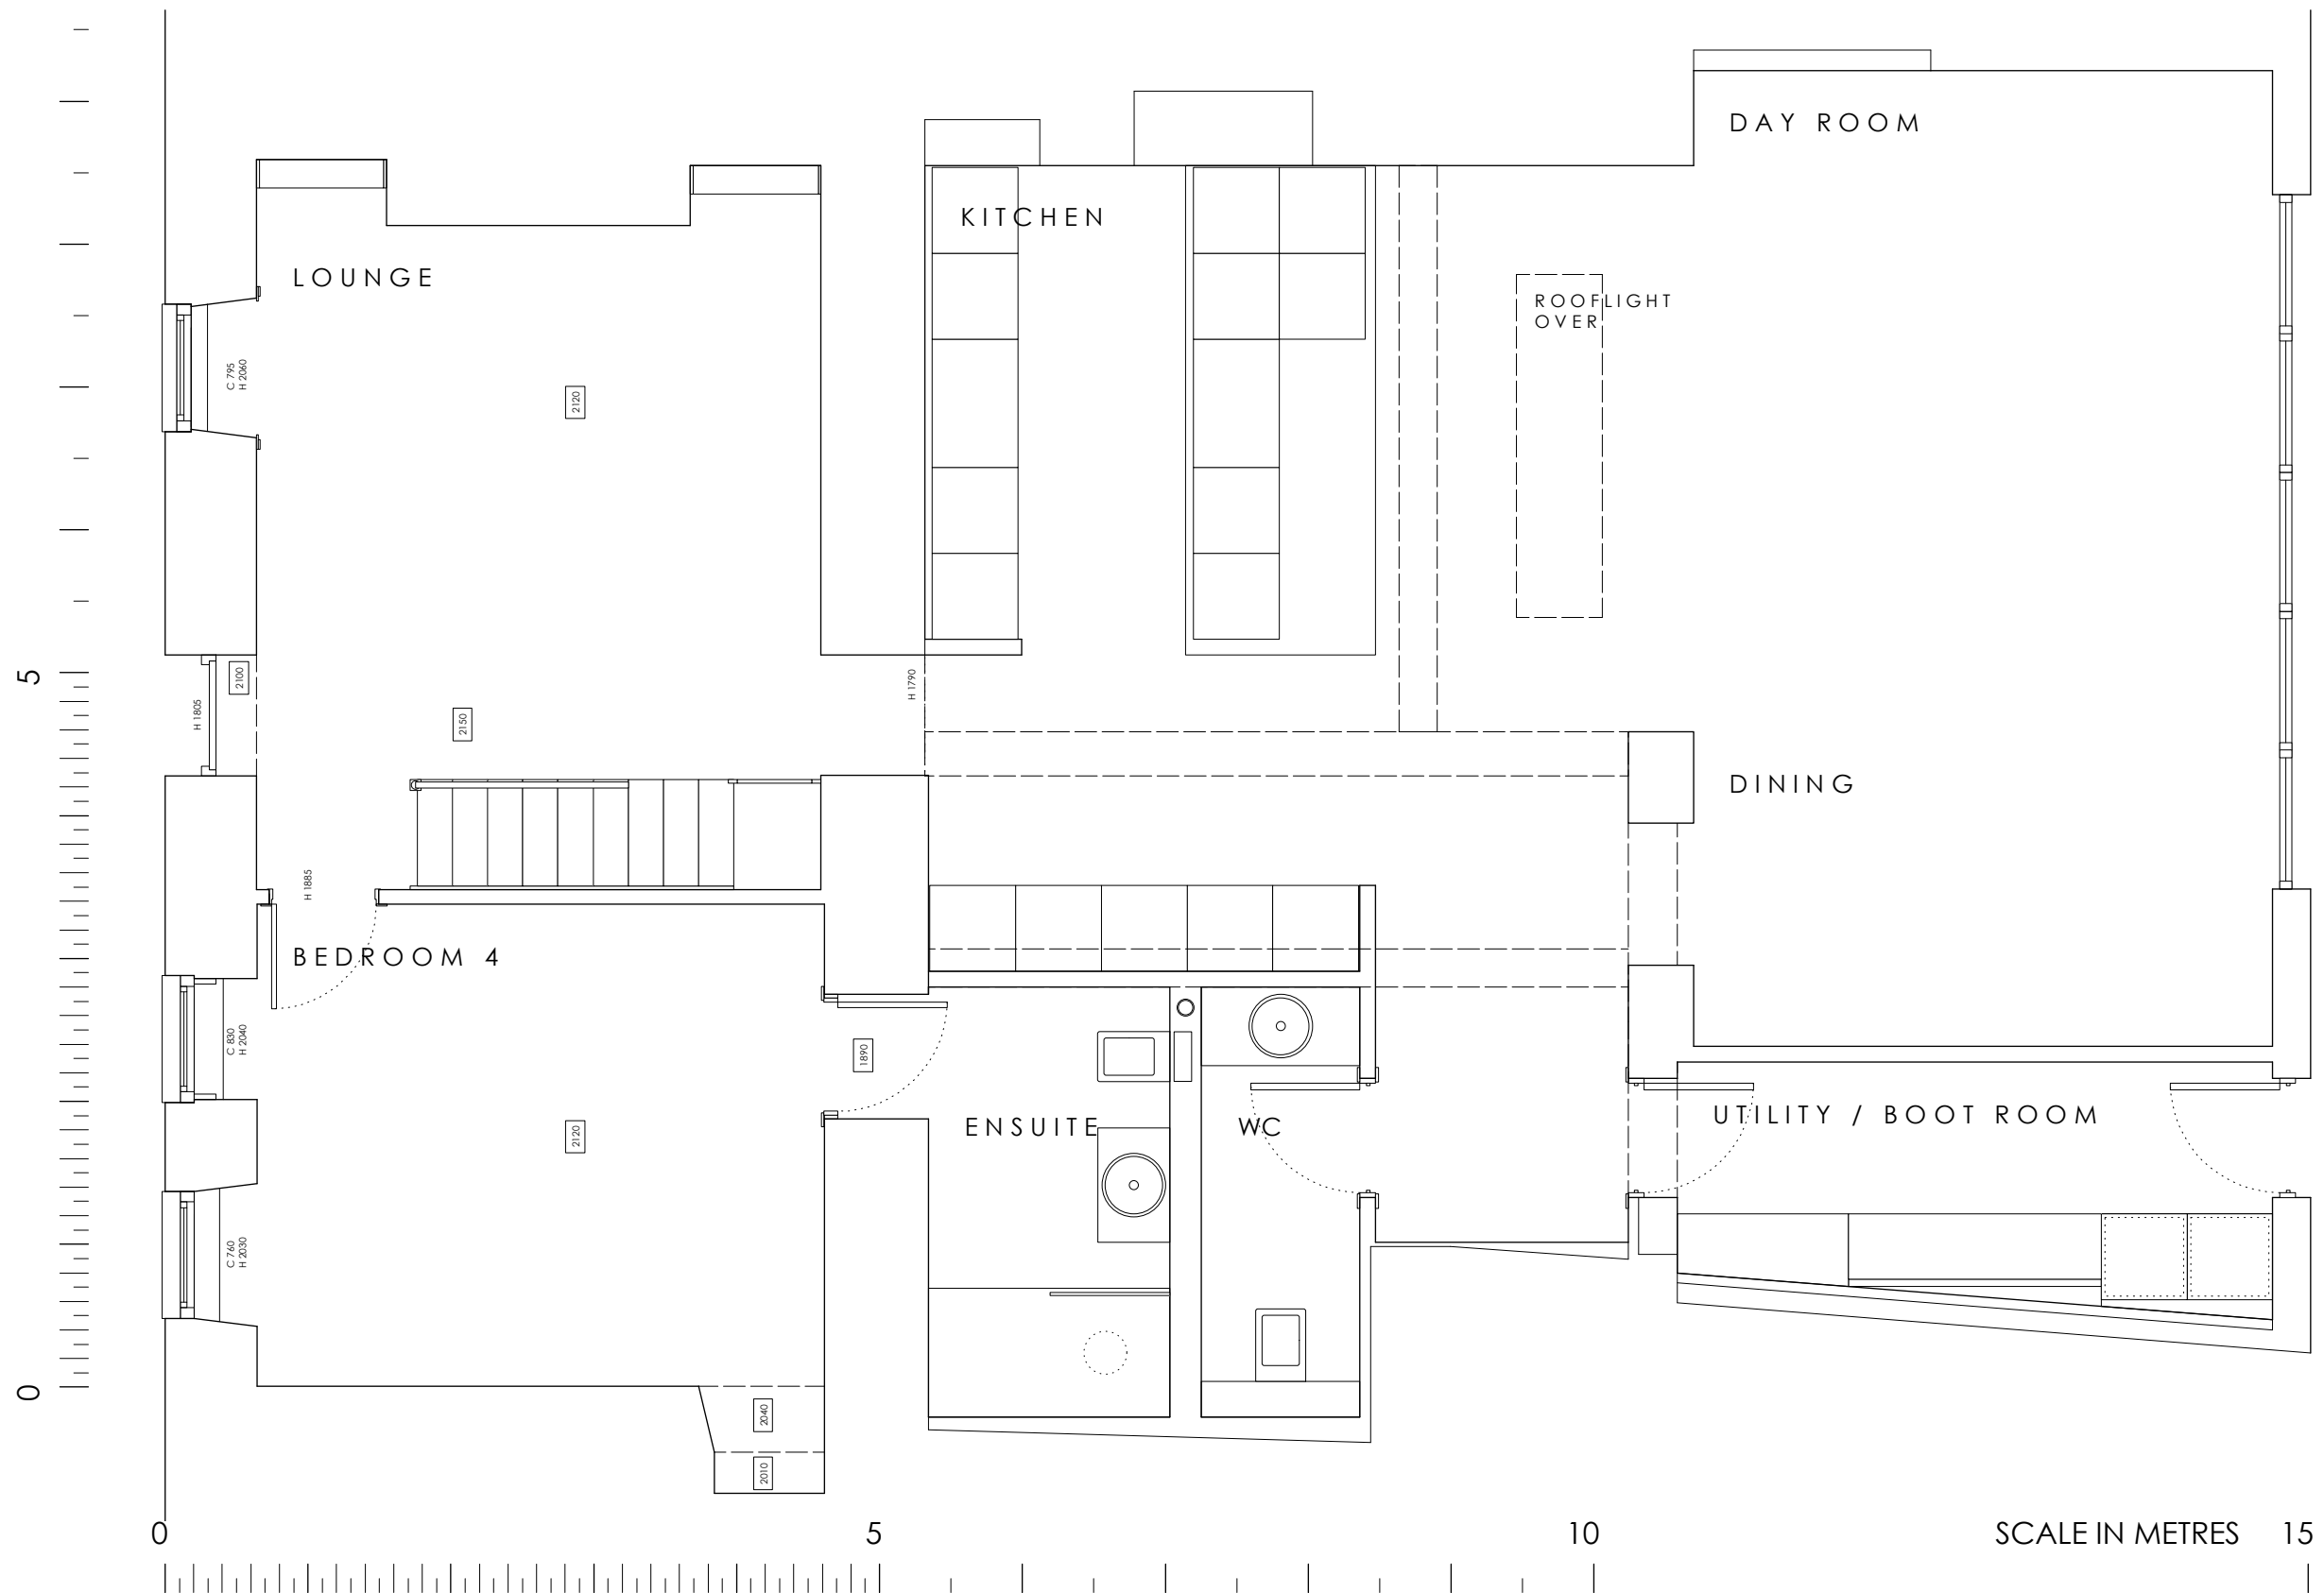 DAY ROOM
KITCHEN
LOUNGE
ROOFLIGHT
OVER
C 795
H 2060
2120
5
2100
H 1790
H 1805
2150
DINING
H 1885
BEDROOM 4
C 830
H 2040
1890
2120
ENSUITE
WC
UTILITY / BOOT ROOM
C 760
H 2030
0
2040
2010
0
5
10
SCALE IN METRES
15